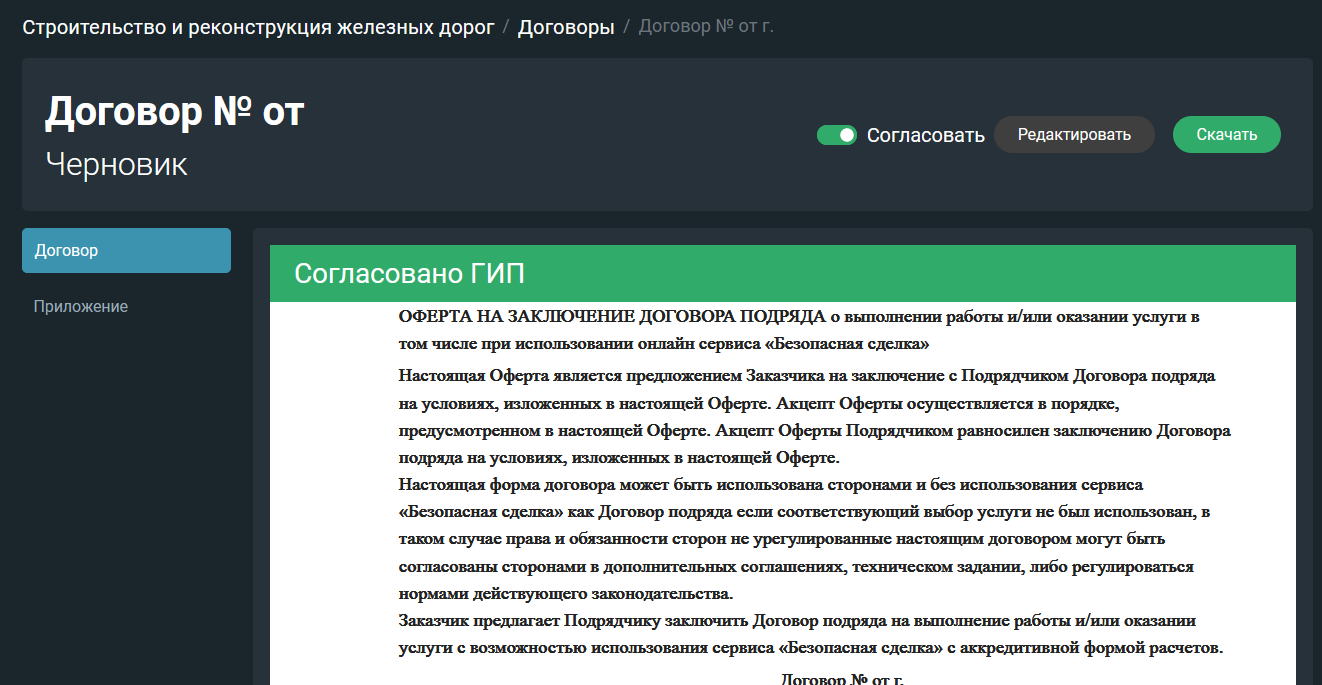 Строительство и реконструкция железных дорог / Договоры / Договор № от г.
Договор № от
Черновик
Согласовать
Редактировать
Скачать
Договор
Приложение
Согласовано ГИП
ОФЕРТА НА ЗАКЛЮЧЕНИЕ ДОГОВОРА ПОДРЯДА о выполнении работы и/или оказании услуги в
том числе при использовании онлайн сервиса «Безопасная сделка»
Настоящая Оферта является предложением Заказчика на заключение с Подрядчиком Договора подряда
на условиях, изложенных в настоящей Оферте. Акцепт Оферты осуществляется в порядке,
предусмотренном в настоящей Оферте. Акцепт Оферты Подрядчиком равносилен заключению Договора
подряда на условиях, изложенных в настоящей Оферте.
Настоящая форма договора может быть использована сторонами и без использования сервиса
«Безопасная сделка» как Договор подряда если соответствующий выбор услуги не был использован, в
таком случае права и обязанности сторон не урегулированные настоящим договором могут быть
согласованы сторонами в дополнительных соглашениях, техническом задании, либо регулироваться
нормами действующего законодательства.
Заказчик предлагает Подрядчику заключить Договор подряда на выполнение работы и/или оказании
услуги с возможностью использования сервиса «Безопасная сделка» с аккредитивной формой расчетов.
Договор № от г.